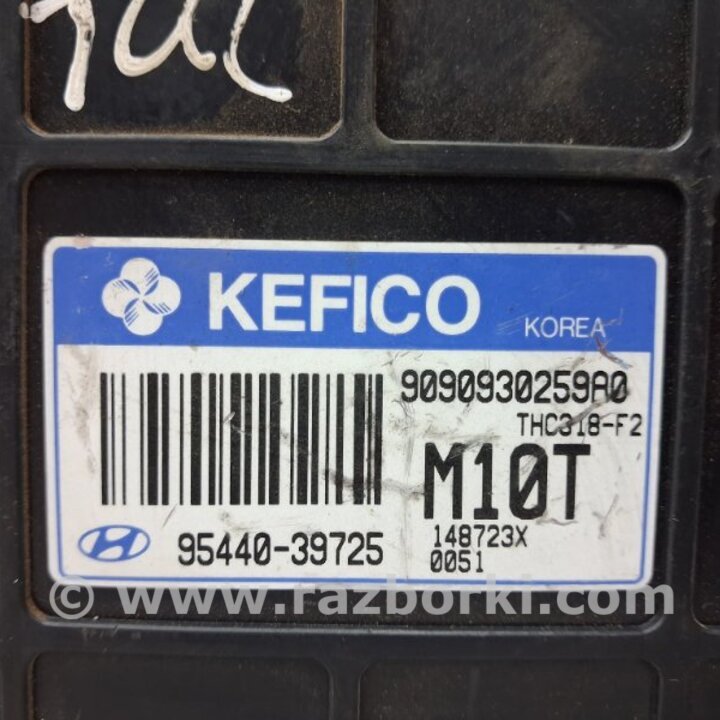 KEFICO
KOREA
9090930259A0
THC318-F2
M10T
95440-39725
148723X
0051
© www.razborki.com